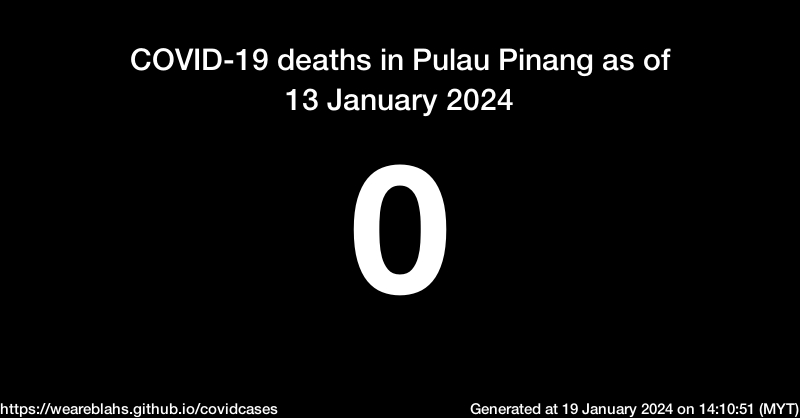 COVID-19 deaths in Pulau Pinang as of
13 January 2024
0
https://weareblahs.github.io/covidcases
Generated at 19 January 2024 on 14:10:51 (MYT)